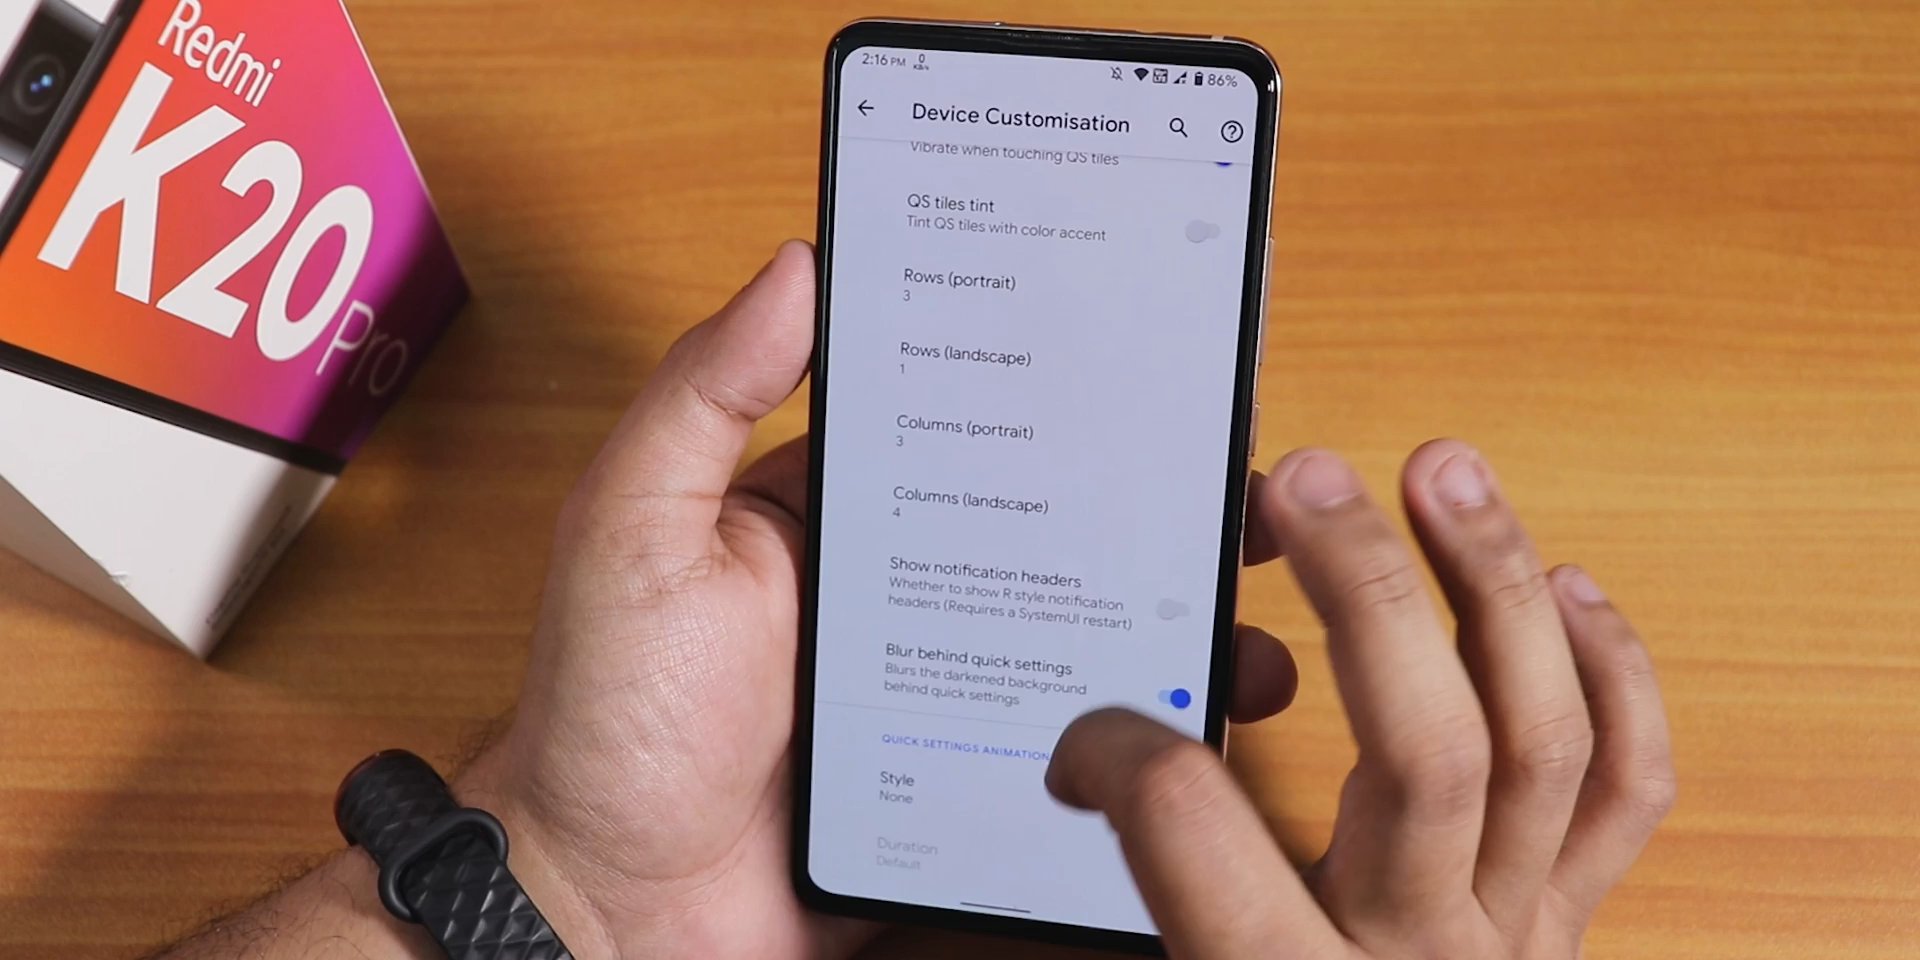 Redmi
K20
Pro
2:16 PM 0 KB/s
86%
Device Customisation
Vibrate when touching QS tiles
QS tiles tint
Tint QS tiles with color accent
Rows (portrait)
3
Rows (landscape)
1
Columns (portrait)
3
Columns (landscape)
4
Show notification headers
Whether to show R style notification
headers (Requires a SystemUI restart)
Blur behind quick settings
Blurs the darkened background
behind quick settings
QUICK SETTINGS ANIMATION
Style
None
Duration
Default